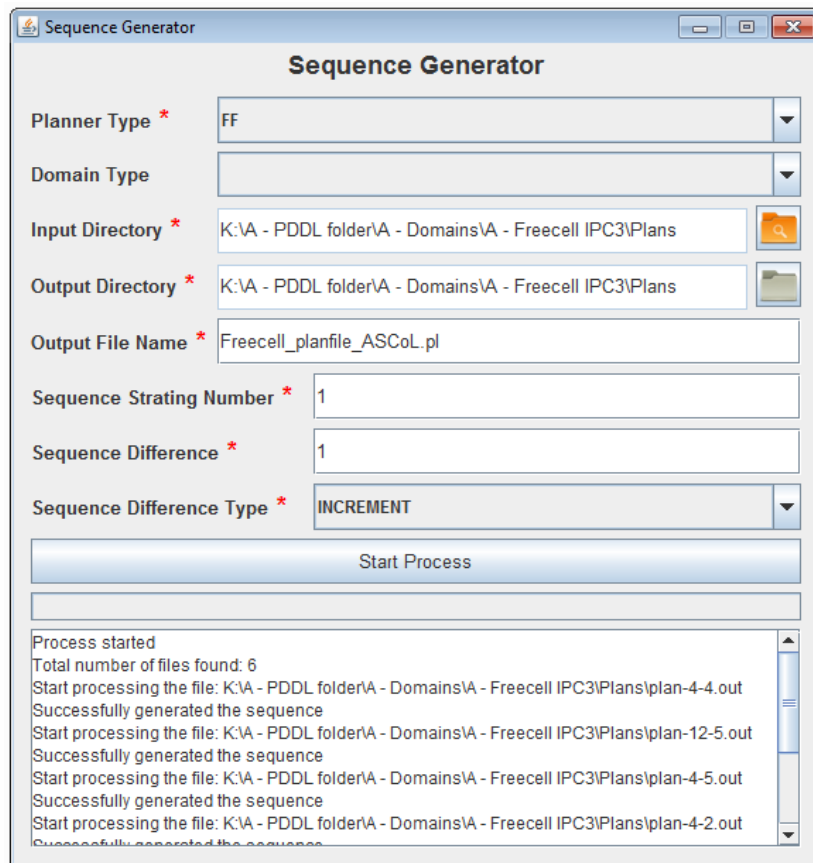 Sequence Generator
Sequence Generator
Planner Type * FF
Domain Type
Input Directory * K:\A - PDDL folder\A - Domains\A - Freecell IPC3\Plans
Output Directory * K:\A - PDDL folder\A - Domains\A - Freecell IPC3\Plans
Output File Name * Freecell_planfile_ASCoL.pl
Sequence Strating Number * 1
Sequence Difference * 1
Sequence Difference Type * INCREMENT
Start Process
Process started
Total number of files found: 6
Start processing the file: K:\A - PDDL folder\A - Domains\A - Freecell IPC3\Plans\plan-4-4.out
Successfully generated the sequence
Start processing the file: K:\A - PDDL folder\A - Domains\A - Freecell IPC3\Plans\plan-12-5.out
Successfully generated the sequence
Start processing the file: K:\A - PDDL folder\A - Domains\A - Freecell IPC3\Plans\plan-4-5.out
Successfully generated the sequence
Start processing the file: K:\A - PDDL folder\A - Domains\A - Freecell IPC3\Plans\plan-4-2.out
Successfully generated the sequence